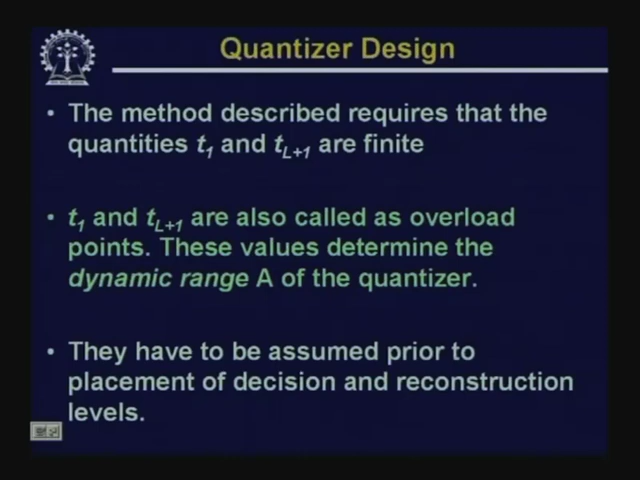 Quantizer Design
• The method described requires that the
quantities t1 and tL+1 are finite
• t1 and tL+1 are also called as overload
points. These values determine the
dynamic range A of the quantizer.
• They have to be assumed prior to
placement of decision and reconstruction
levels.